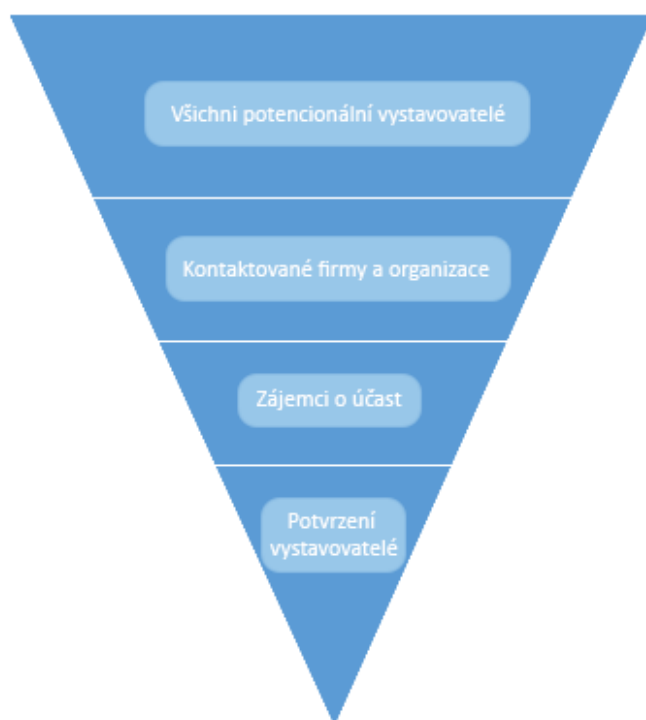 Všichni potencionální vystavovatelé
Kontaktované firmy a organizace
Zájemci o účast
Potvrzení
vystavovatelé